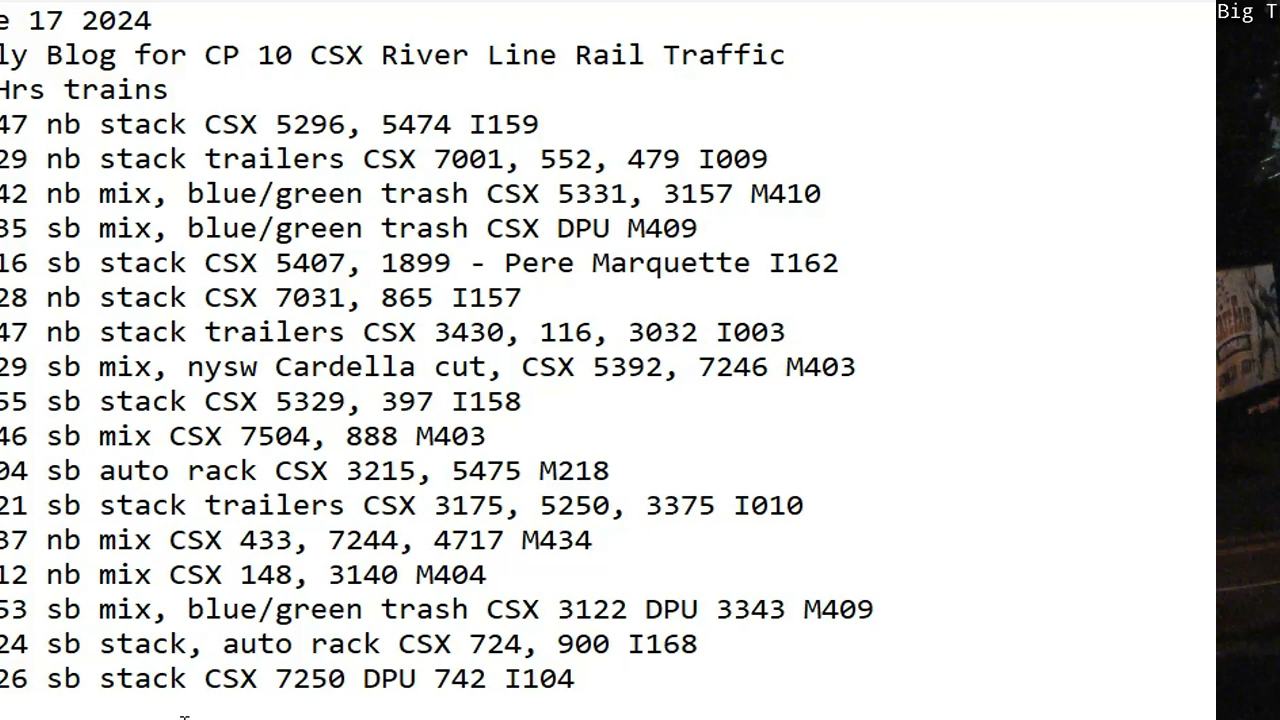 e 17 2024
ly Blog for CP 10 CSX River Line Rail Traffic
Hrs trains
47 nb stack CSX 5296, 5474 I159
29 nb stack trailers CSX 7001, 552, 479 I009
42 nb mix, blue/green trash CSX 5331, 3157 M410
35 sb mix, blue/green trash CSX DPU M409
16 sb stack CSX 5407, 1899 - Pere Marquette I162
28 nb stack CSX 7031, 865 I157
47 nb stack trailers CSX 3430, 116, 3032 I003
29 sb mix, nysw Cardella cut, CSX 5392, 7246 M403
55 sb stack CSX 5329, 397 I158
46 sb mix CSX 7504, 888 M403
04 sb auto rack CSX 3215, 5475 M218
21 sb stack trailers CSX 3175, 5250, 3375 I010
37 nb mix CSX 433, 7244, 4717 M434
12 nb mix CSX 148, 3140 M404
53 sb mix, blue/green trash CSX 3122 DPU 3343 M409
24 sb stack, auto rack CSX 724, 900 I168
26 sb stack CSX 7250 DPU 742 I104
Big T